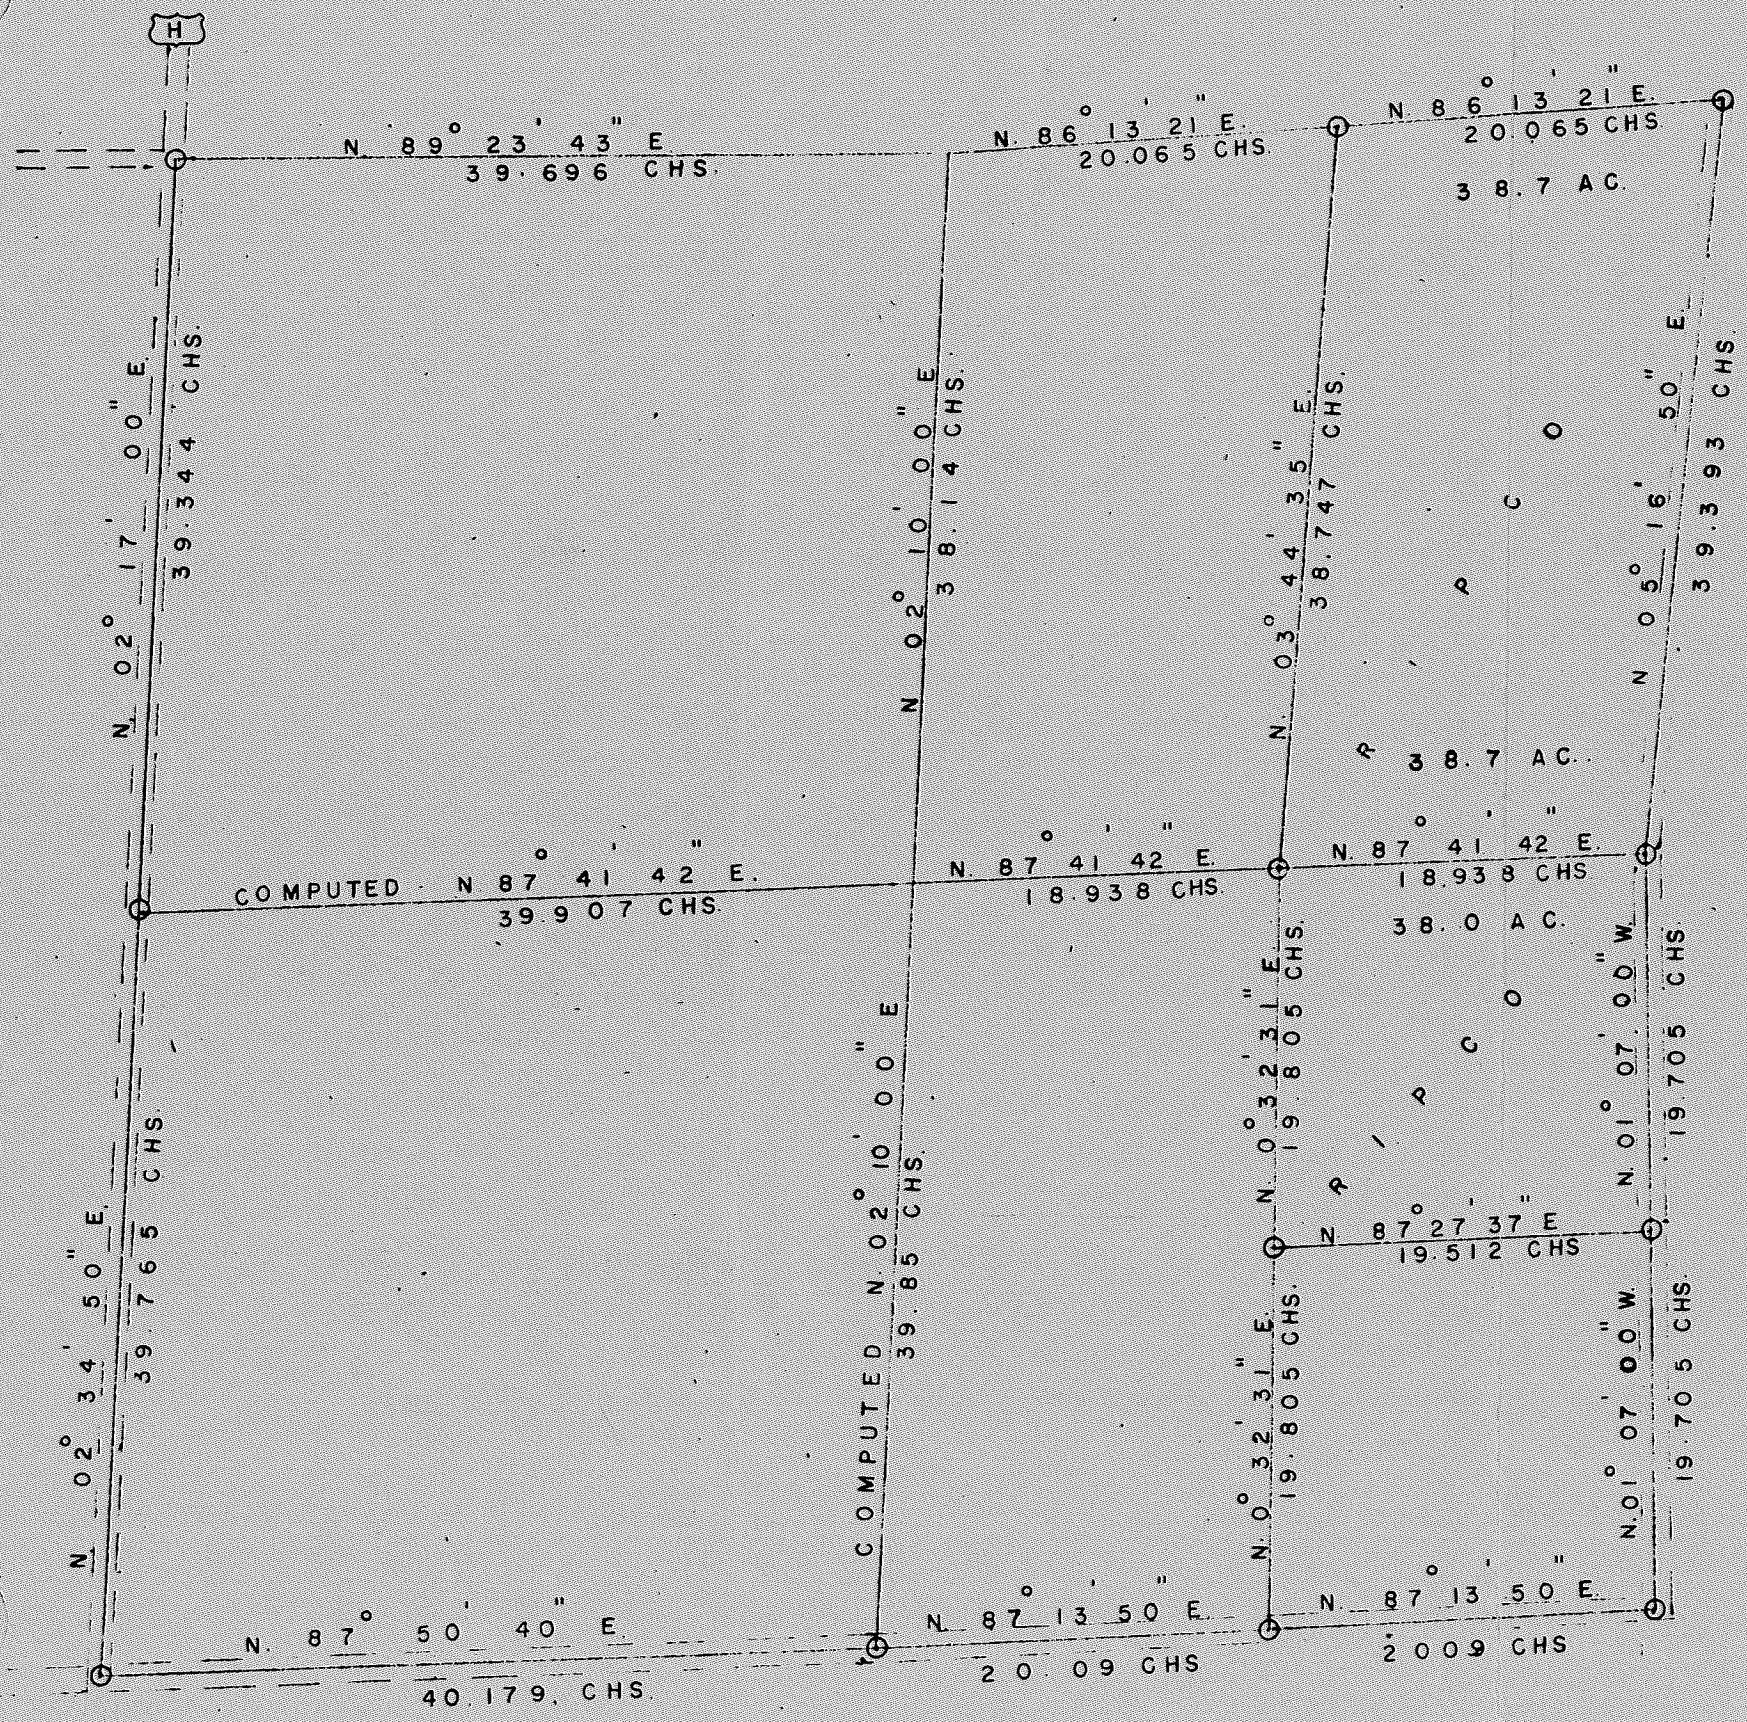 H
N. 89° 23' 43" E.
39.696 CHS.
N. 86° 13' 21" E.
20.065 CHS.
N. 86° 13' 21" E.
20.065 CHS
38.7 AC.
N. 02° 17' 00" E.
39.344 CHS.
N 02° 10' 00" E
38.14 CHS.
N. 03° 44' 35" E.
38.747 CHS.
R P C O
N 05° 16' 50" E.
39.393 CHS.
38.7 AC.
COMPUTED N 87° 41' 42" E.
39.907 CHS.
N. 87° 41' 42" E.
18.938 CHS.
N. 87° 41' 42" E.
18.938 CHS
38.0 AC.
N. 02° 34' 50" E.
39.765 CHS
COMPUTED N. 02° 10' 00" E
39.85 CHS.
N. 0° 32' 31" E.
19.805 CHS.
R I P C O
N. 01° 07' 00" W.
19.705 CHS
N. 87° 27' 37" E
19.512 CHS
N. 0° 32' 31" E.
19.805 CHS.
N. 01° 07' 00" W.
19.705 CHS.
N. 87° 50' 40" E.
40.179, CHS.
N. 87° 13' 50" E.
20.09 CHS
N. 87° 13' 50" E.
2009 CHS